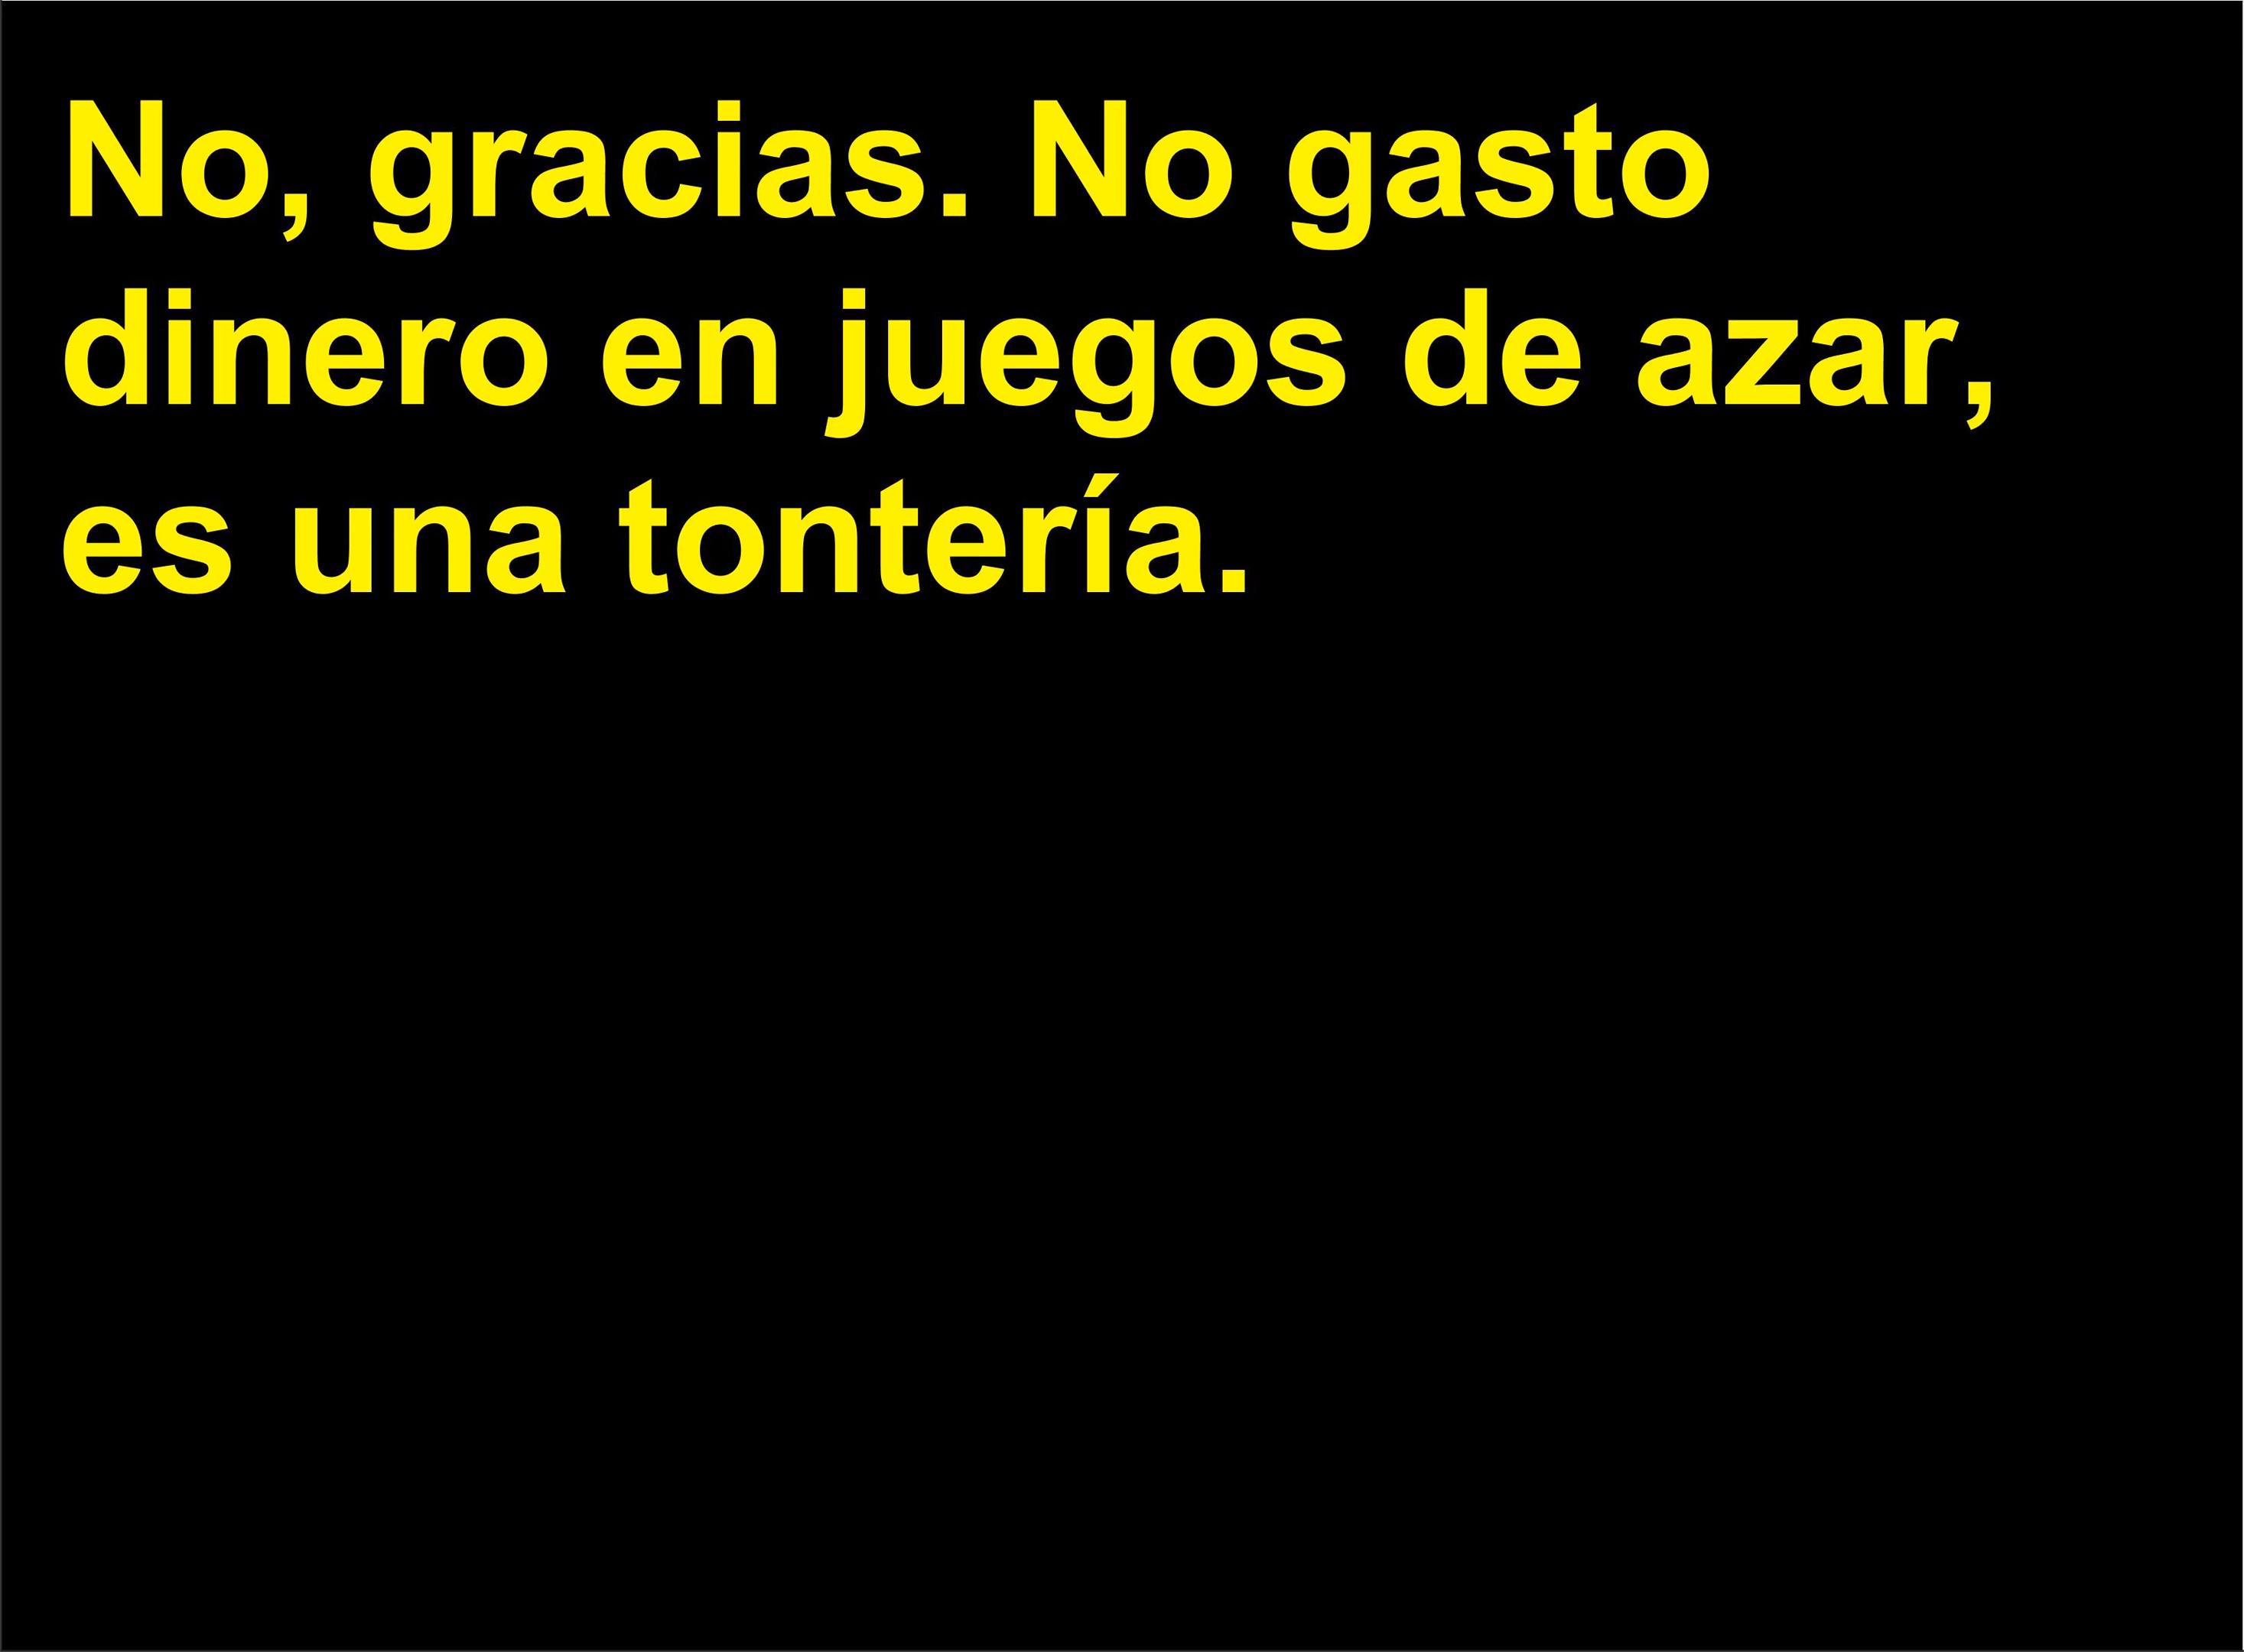 No, gracias. No gasto
dinero en juegos de azar,
es una tontería.